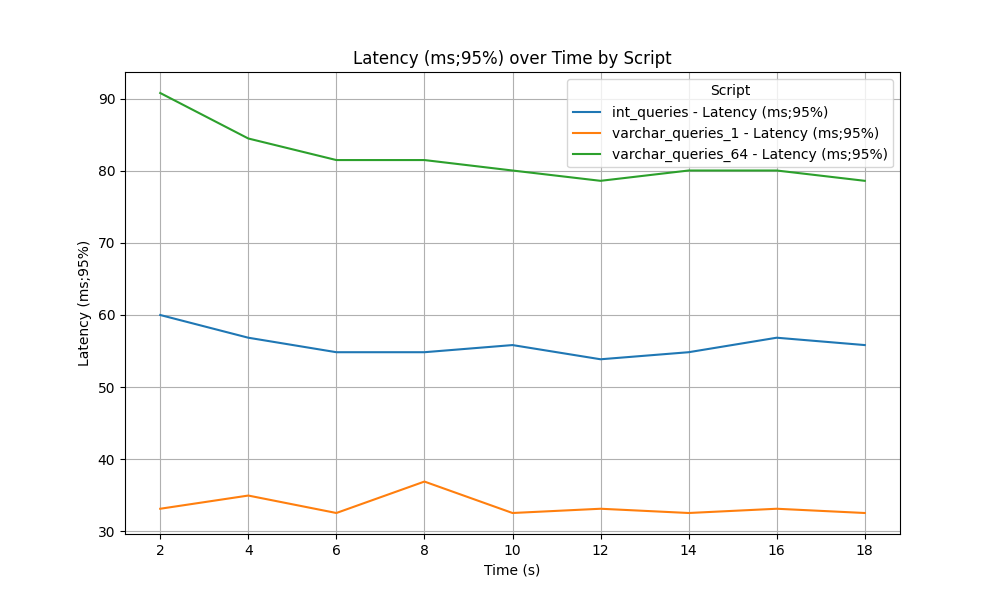 Latency (ms;95%) over Time by Script
Script
int_queries - Latency (ms;95%)
varchar_queries_1 - Latency (ms;95%)
varchar_queries_64 - Latency (ms;95%)
Latency (ms;95%)
90
80
70
60
50
40
30
2 4 6 8 10 12 14 16 18
Time (s)